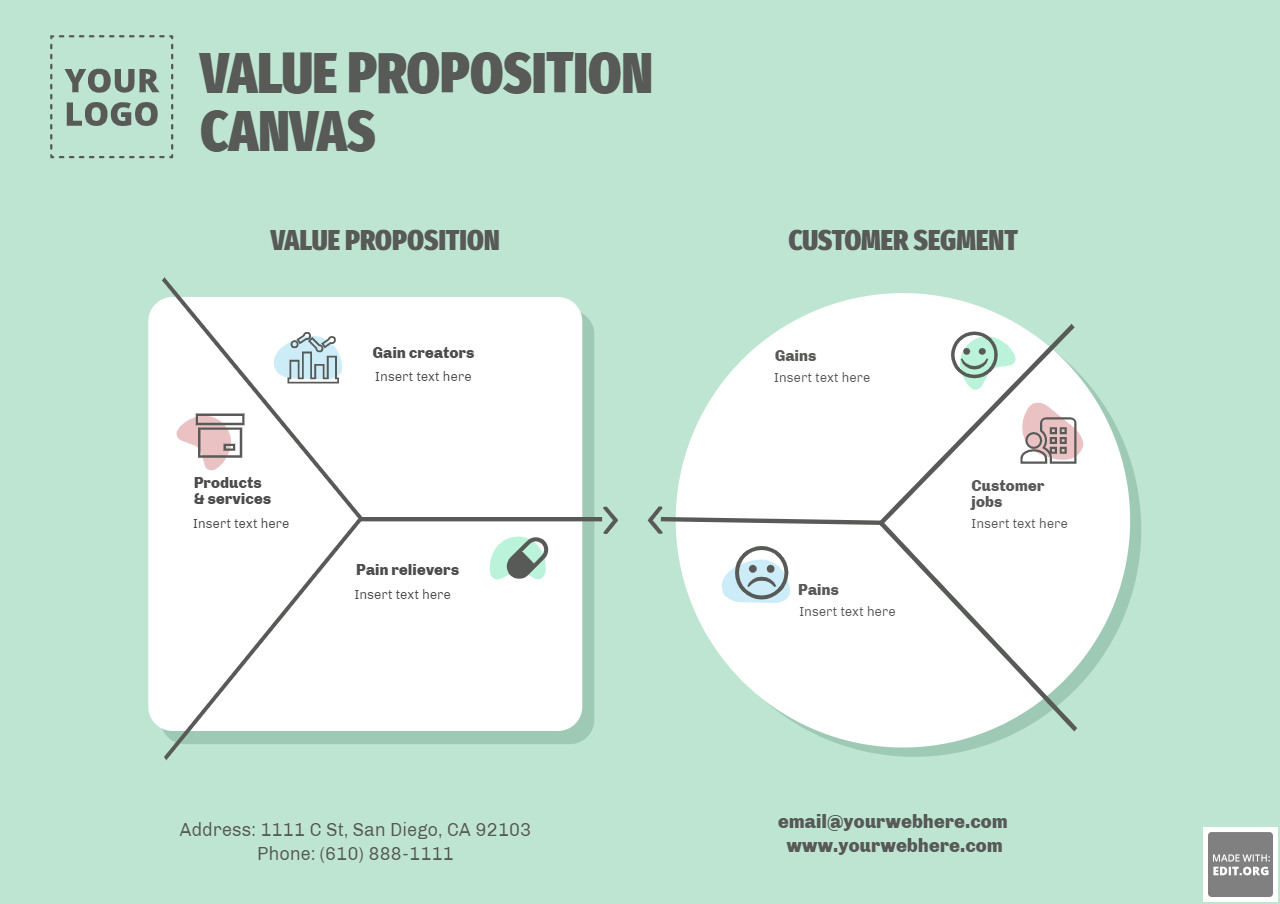 YOUR
LOGO
VALUE PROPOSITION
CANVAS
VALUE PROPOSITION
Gain creators
Insert text here
Products
& services
Insert text here
Pain relievers
Insert text here
CUSTOMER SEGMENT
Gains
Insert text here
Customer
jobs
Insert text here
Pains
Insert text here
Address: 1111 C St, San Diego, CA 92103
Phone: (610) 888-1111
email@yourwebhere.com
www.yourwebhere.com
MADE WITH:
EDIT.ORG